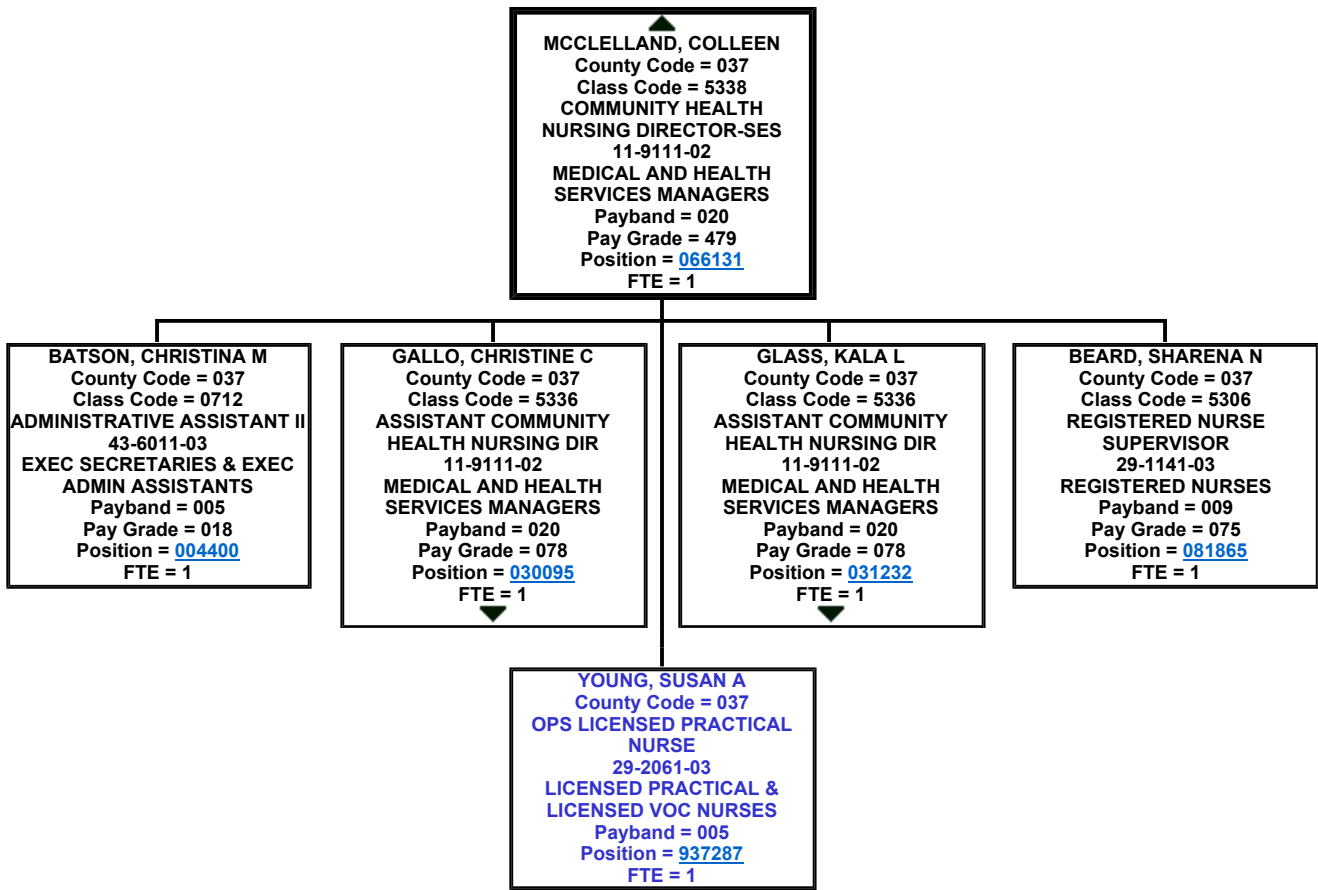 MCCLELLAND, COLLEEN
County Code = 037
Class Code = 5338
COMMUNITY HEALTH
NURSING DIRECTOR-SES
11-9111-02
MEDICAL AND HEALTH
SERVICES MANAGERS
Payband = 020
Pay Grade = 479
Position = 066131
FTE = 1
BATSON, CHRISTINA M
County Code = 037
Class Code = 0712
ADMINISTRATIVE ASSISTANT II
43-6011-03
EXEC SECRETARIES & EXEC
ADMIN ASSISTANTS
Payband = 005
Pay Grade = 018
Position = 004400
FTE = 1
GALLO, CHRISTINE C
County Code = 037
Class Code = 5336
ASSISTANT COMMUNITY
HEALTH NURSING DIR
11-9111-02
MEDICAL AND HEALTH
SERVICES MANAGERS
Payband = 020
Pay Grade = 078
Position = 030095
FTE = 1
GLASS, KALA L
County Code = 037
Class Code = 5336
ASSISTANT COMMUNITY
HEALTH NURSING DIR
11-9111-02
MEDICAL AND HEALTH
SERVICES MANAGERS
Payband = 020
Pay Grade = 078
Position = 031232
FTE = 1
BEARD, SHARENA N
County Code = 037
Class Code = 5306
REGISTERED NURSE
SUPERVISOR
29-1141-03
REGISTERED NURSES
Payband = 009
Pay Grade = 075
Position = 081865
FTE = 1
YOUNG, SUSAN A
County Code = 037
OPS LICENSED PRACTICAL
NURSE
29-2061-03
LICENSED PRACTICAL &
LICENSED VOC NURSES
Payband = 005
Position = 937287
FTE = 1